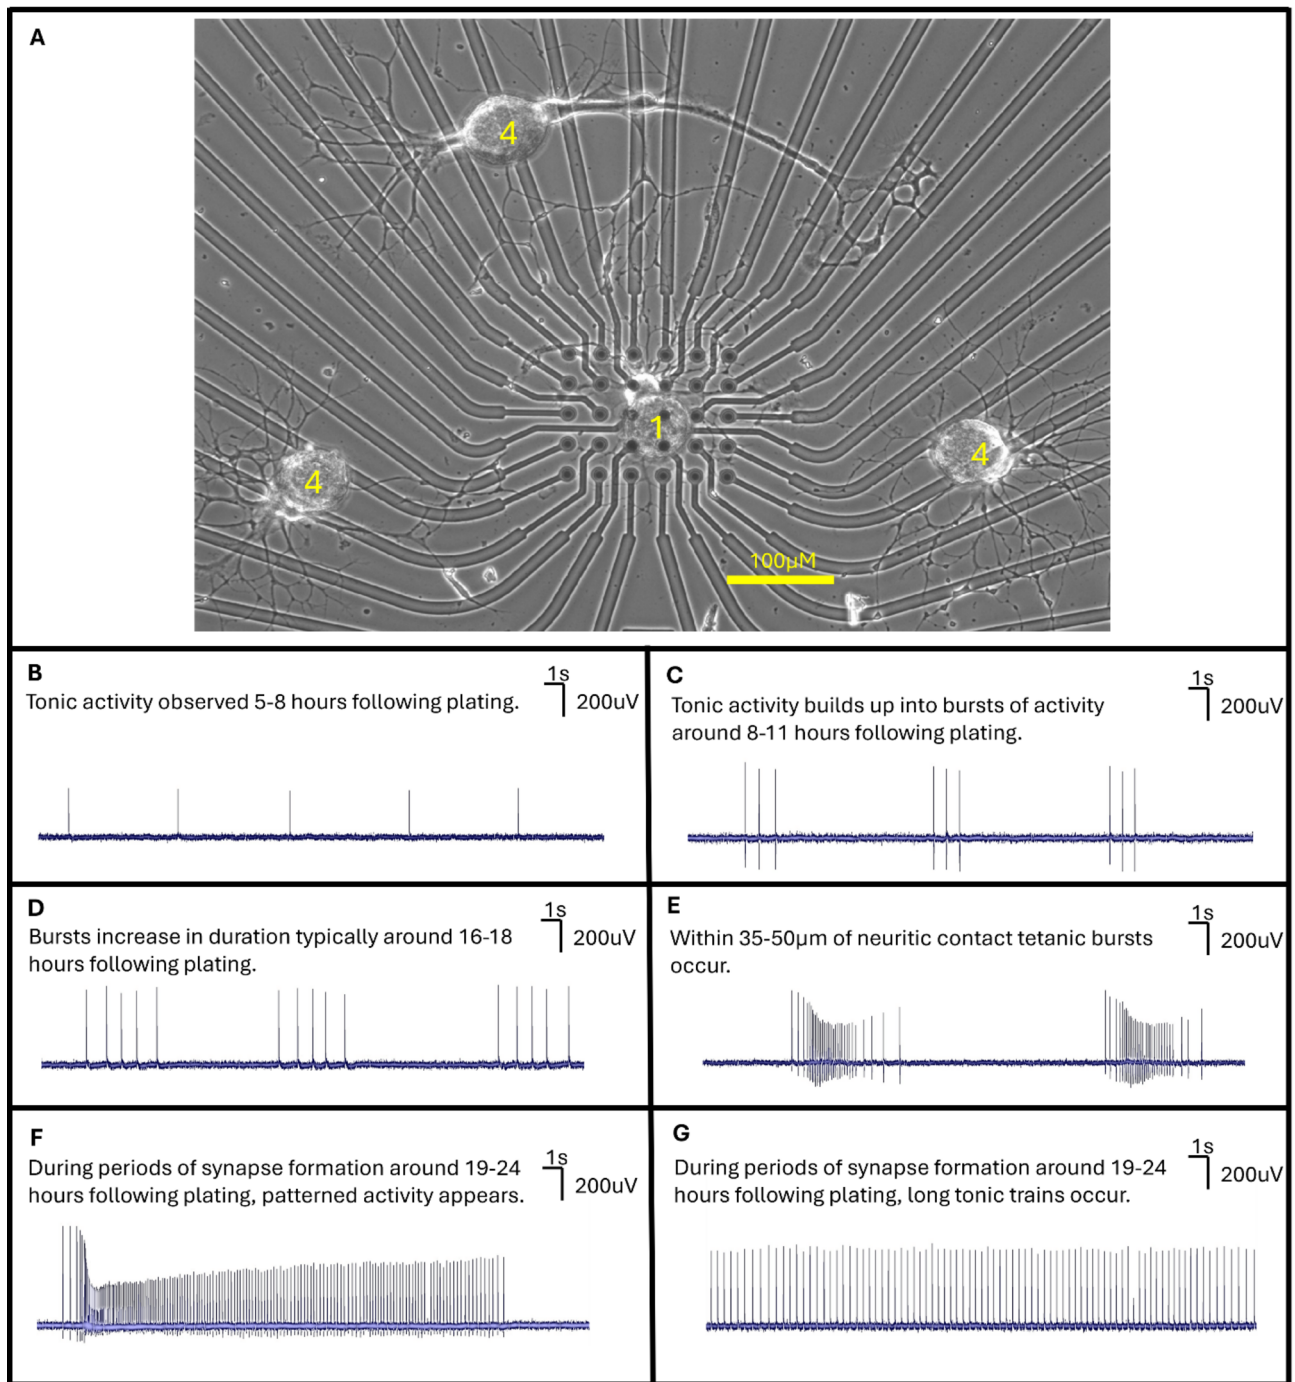 A
4
1
4
4
100µM
B
1s
Tonic activity observed 5-8 hours following plating.
200uV
C
1s
Tonic activity builds up into bursts of activity
200uV
around 8-11 hours following plating.
D
1s
Bursts increase in duration typically around 16-18
200uV
hours following plating.
E
1s
Within 35-50µm of neuritic contact tetanic bursts
200uV
occur.
F
1s
During periods of synapse formation around 19-24
200uV
hours following plating, patterned activity appears.
G
1s
During periods of synapse formation around 19-24
200uV
hours following plating, long tonic trains occur.